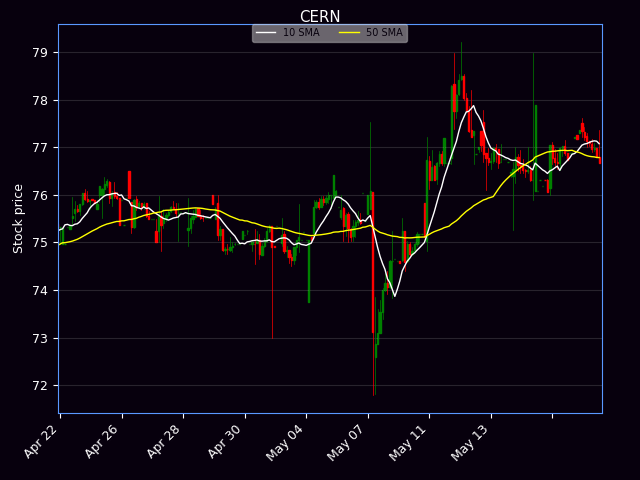 CERN
10 SMA
50 SMA
79
78
77
76
75
74
73
72
Stock price
Apr 22
Apr 26
Apr 28
Apr 30
May 04
May 07
May 11
May 13